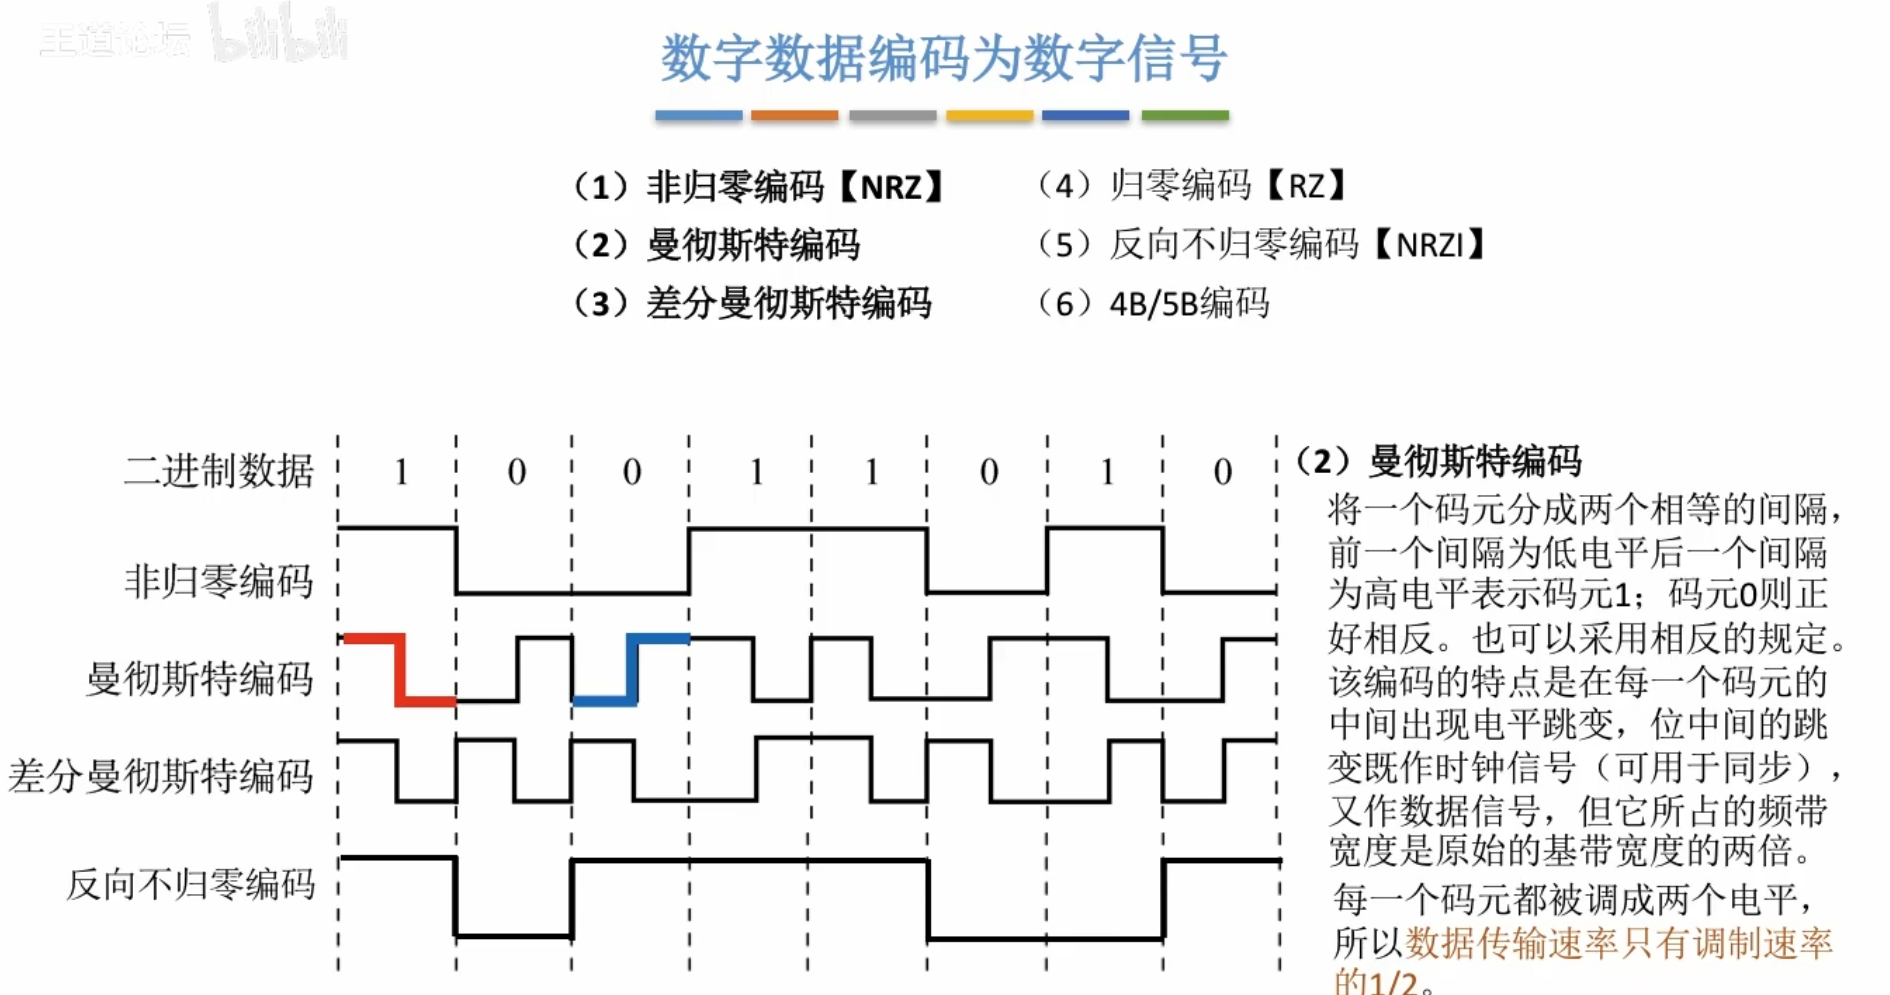 王道论坛 bilibili
数字数据编码为数字信号
（1）非归零编码【NRZ】
（2）曼彻斯特编码
（3）差分曼彻斯特编码
（4）归零编码【RZ】
（5）反向不归零编码【NRZI】
（6）4B/5B编码
二进制数据 1 0 0 1 1 0 1 0
非归零编码
曼彻斯特编码
差分曼彻斯特编码
反向不归零编码
（2）曼彻斯特编码
将一个码元分成两个相等的间隔，
前一个间隔为低电平后一个间隔
为高电平表示码元1；码元0则正
好相反。也可以采用相反的规定。
该编码的特点是在每一个码元的
中间出现电平跳变，位中间的跳
变既作时钟信号（可用于同步），
又作数据信号，但它所占的频带
宽度是原始的基带宽度的两倍。
每一个码元都被调成两个电平，
所以数据传输速率只有调制速率
的1/2。